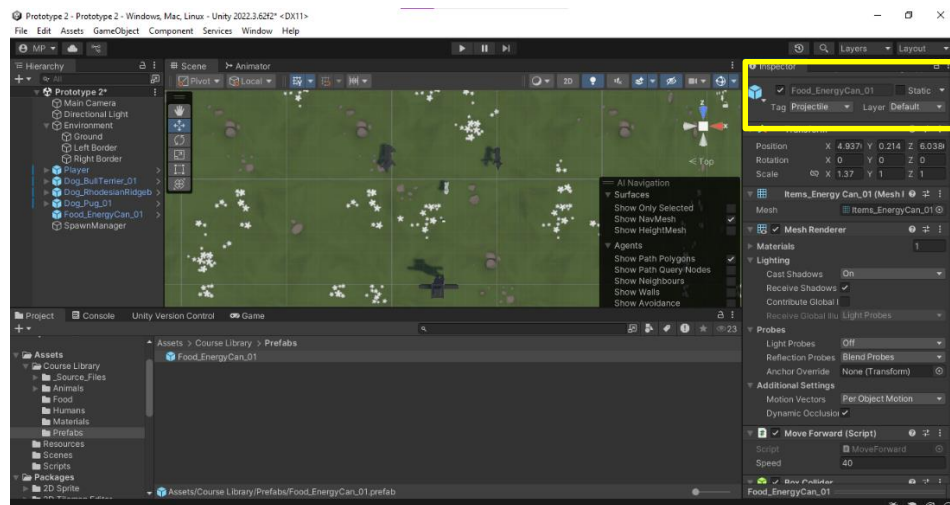 Prototype 2 - Prototype 2 - Windows, Mac, Linux - Unity 2022.3.62f2* <DX11>
File Edit Assets GameObject Component Services Window Help
MP
Layers Layout
Hierarchy
All
Prototype 2*
Main Camera
Directional Light
Environment
Ground
Left Border
Right Border
Player
Dog_BullTerrier_01
Dog_RhodesianRidgeb
Dog_Pug_01
Food_EnergyCan_01
SpawnManager
Scene Animator
Pivot Local 2D
Top
AI Navigation
Surfaces
Show Only Selected
Show NavMesh
Show HeightMesh
Agents
Show Path Polygons
Show Path Query Nodes
Show Neighbours
Show Walls
Show Avoidance
Inspector
Food_EnergyCan_01 Static
Tag Projectile Layer Default
Transform
Position X 4.937 Y 0.214 Z 6.038
Rotation X 0 Y 0 Z 0
Scale X 1.37 Y 1 Z 1
Items_Energy Can_01 (Mesh
Mesh Items_EnergyCan_01
Mesh Renderer
Materials 1
Lighting
Cast Shadows On
Receive Shadows
Contribute Global
Receive Global Illu Light Probes
Probes
Light Probes Off
Reflection Probes Blend Probes
Anchor Override None (Transform)
Additional Settings
Motion Vectors Per Object Motion
Dynamic Occlusion
Move Forward (Script)
Script MoveForward
Speed 40
Box Collider
Food_EnergyCan_01
Project Console Unity Version Control Game
23
Assets
Course Library
_Source_Files
Animals
Food
Humans
Materials
Prefabs
Resources
Scenes
Scripts
Packages
2D Sprite
2D Tilemap Editor
Assets > Course Library > Prefabs
Food_EnergyCan_01
Assets/Course Library/Prefabs/Food_EnergyCan_01.prefab